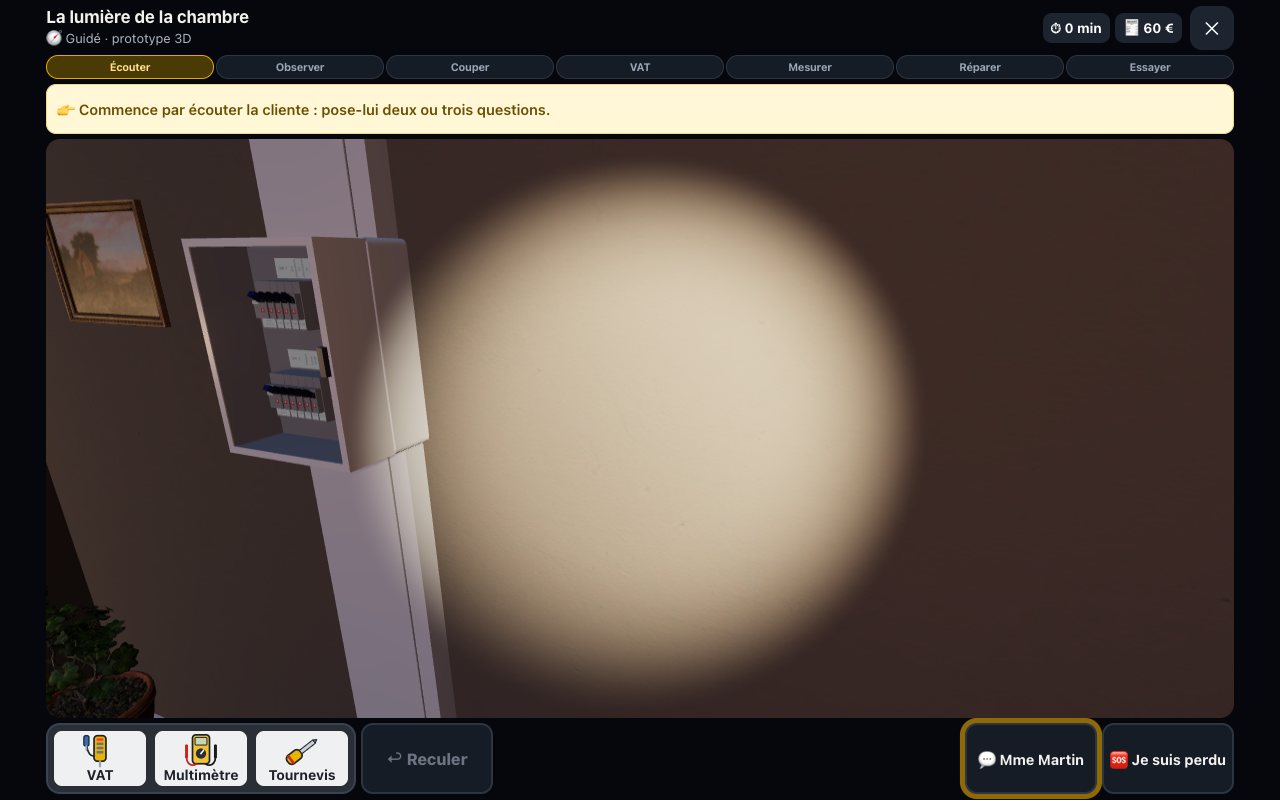 La lumière de la chambre
🧭 Guidé · prototype 3D
⏱ 0 min
🧾 60 €
✕
Écouter
Observer
Couper
VAT
Mesurer
Réparer
Essayer
👉 Commence par écouter la cliente : pose-lui deux ou trois questions.
VAT
Multimètre
Tournevis
↩ Reculer
💬 Mme Martin
🆘 Je suis perdu